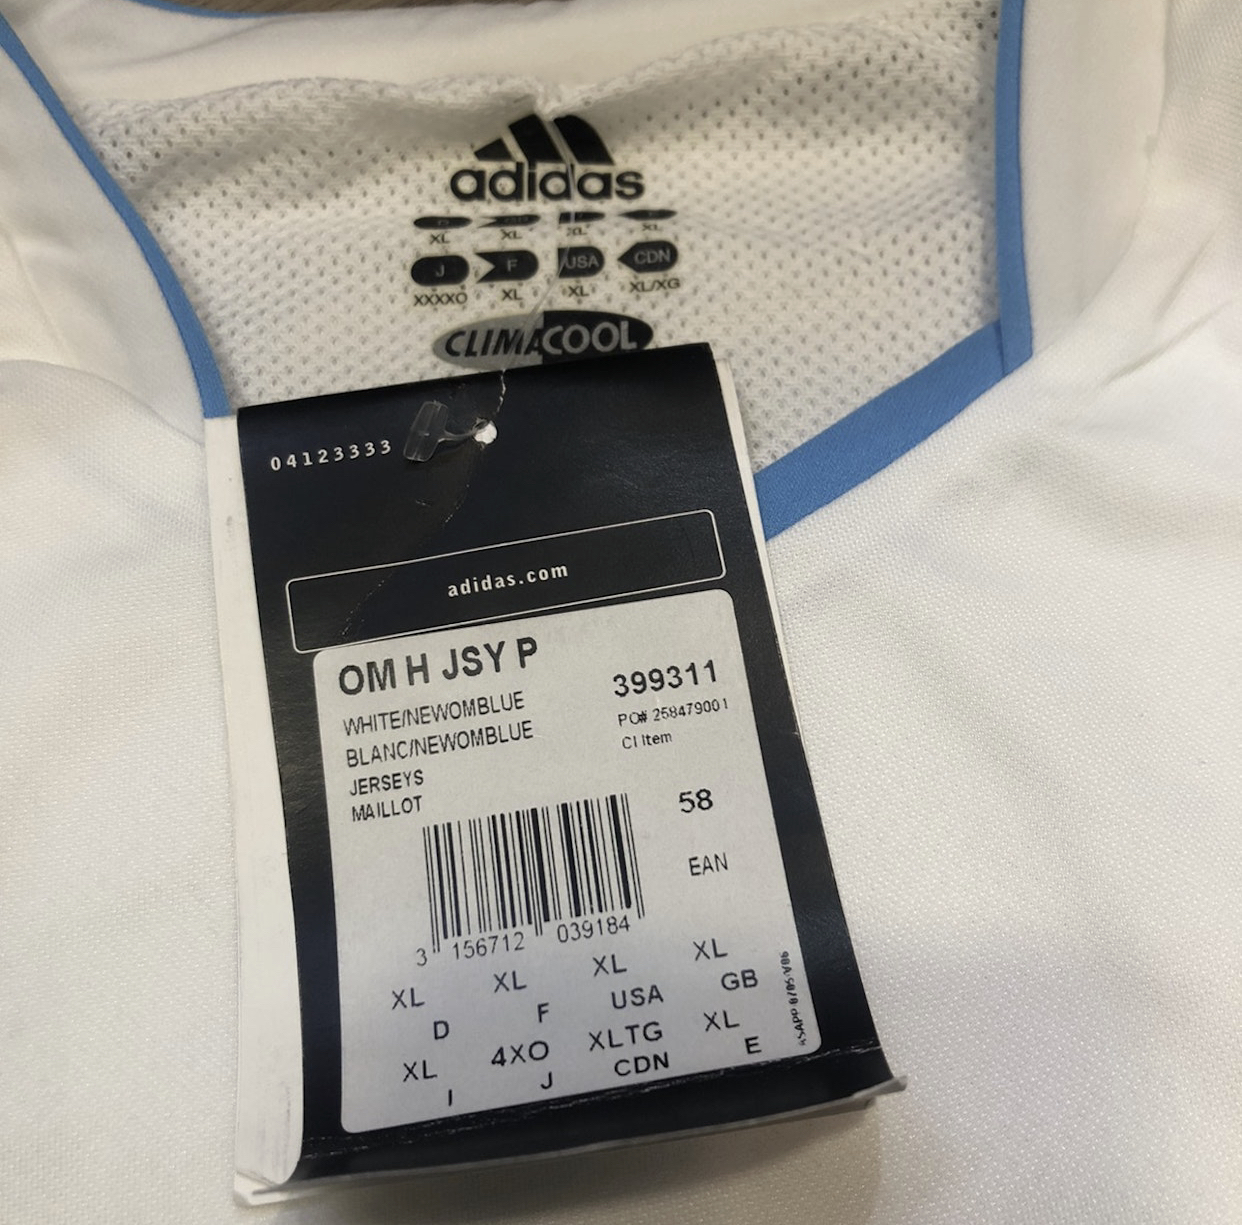 adidas
XL XL XL XL
J F USA CDN
XXXXO XL XL XL/XG
CLIMACOOL
04123333
adidas.com
OM H JSY P
399311
WHITE/NEWOMBLUE
PO# 258479001
BLANC/NEWOMBLUE
CI Item
JERSEYS
MAILLOT
58
EAN
3 156712 039184
XL XL XL XL
D F USA GB
XL 4XO XLTG XL
I J CDN E